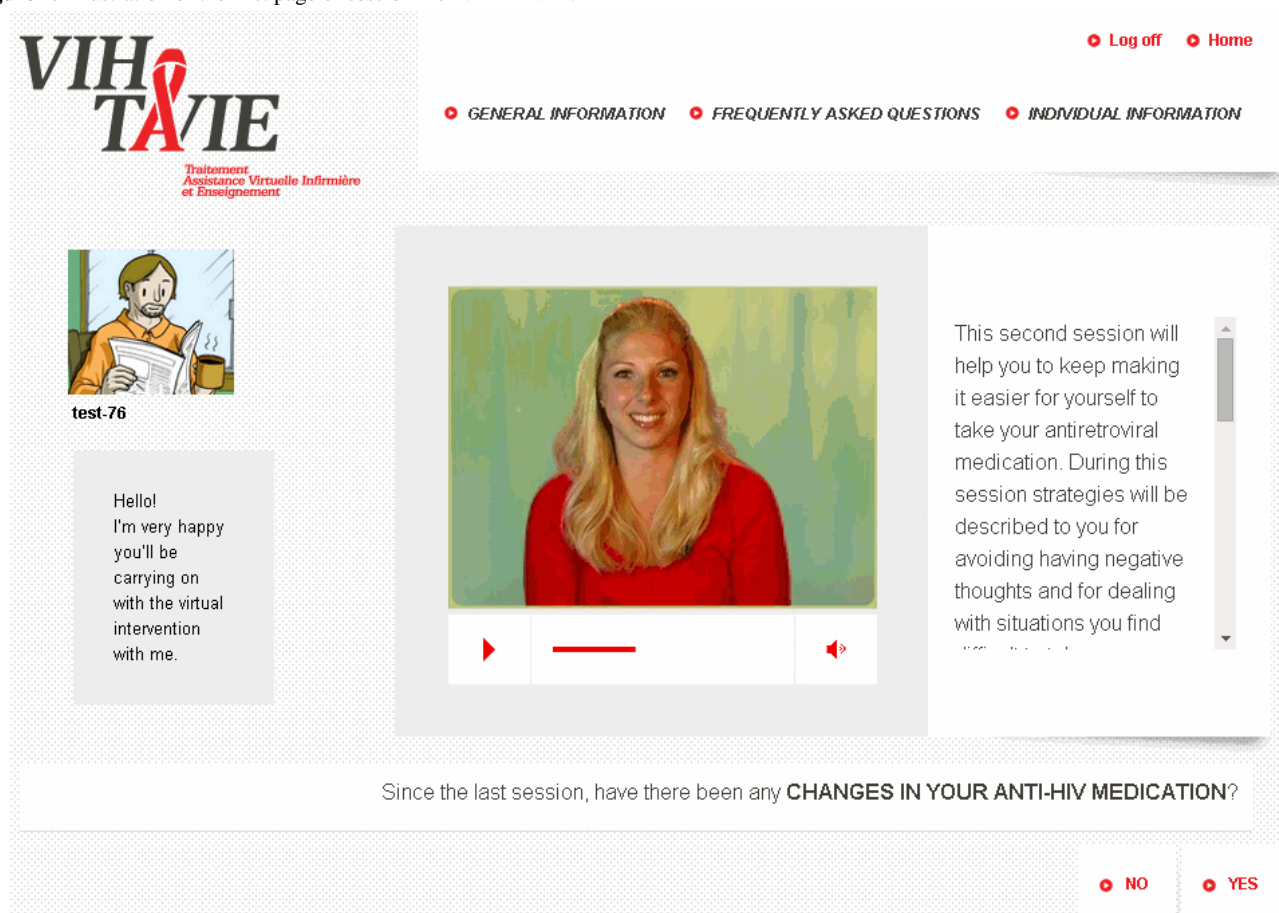 Log off Home
VIH
TAVIE
Traitement
Assistance Virtuelle Infirmière
et Enseignement
GENERAL INFORMATION FREQUENTLY ASKED QUESTIONS INDIVIDUAL INFORMATION
test-76
Hello!
I'm very happy
you'll be
carrying on
with the virtual
intervention
with me.
This second session will
help you to keep making
it easier for yourself to
take your antiretroviral
medication. During this
session strategies will be
described to you for
avoiding having negative
thoughts and for dealing
with situations you find
Since the last session, have there been any CHANGES IN YOUR ANTI-HIV MEDICATION?
NO YES